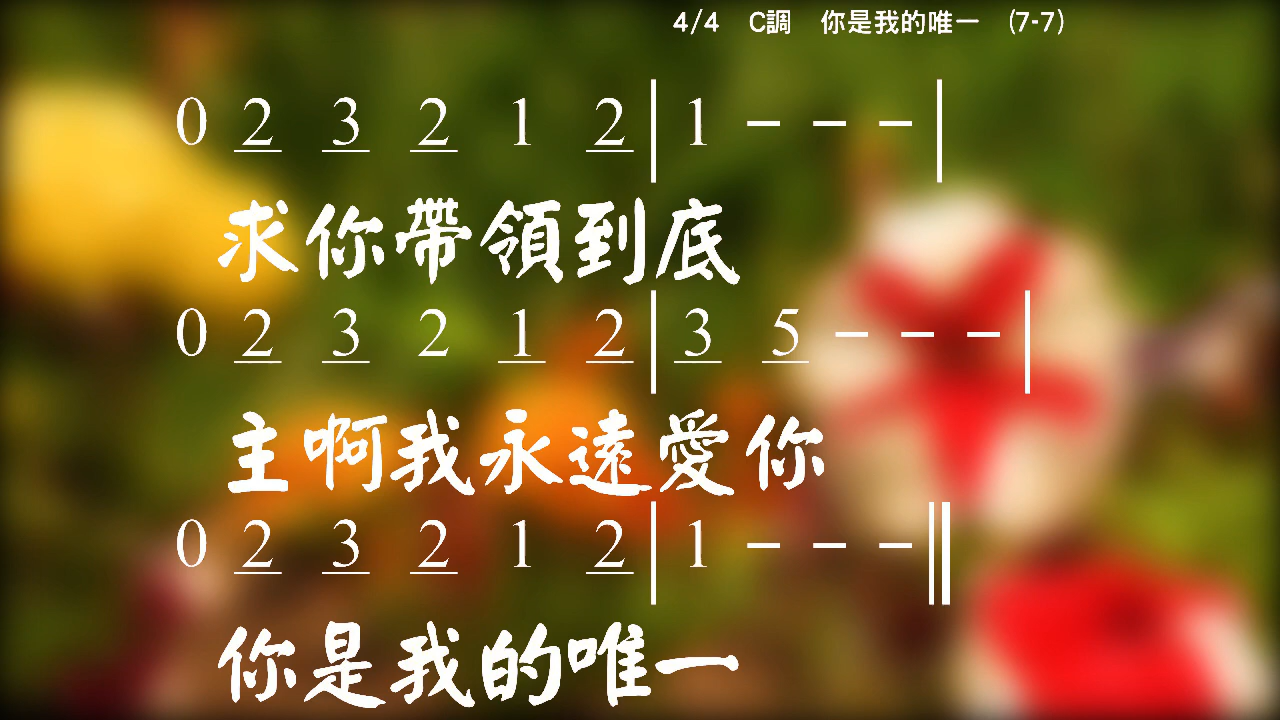 4/4 C調 你是我的唯一 (7-7)
0 2 3 2 1 2 | 1 - - - |
求你帶領到底
0 2 3 2 1 2 | 3 5 - - - |
主啊我永遠愛你
0 2 3 2 1 2 | 1 - - - ‖
你是我的唯一